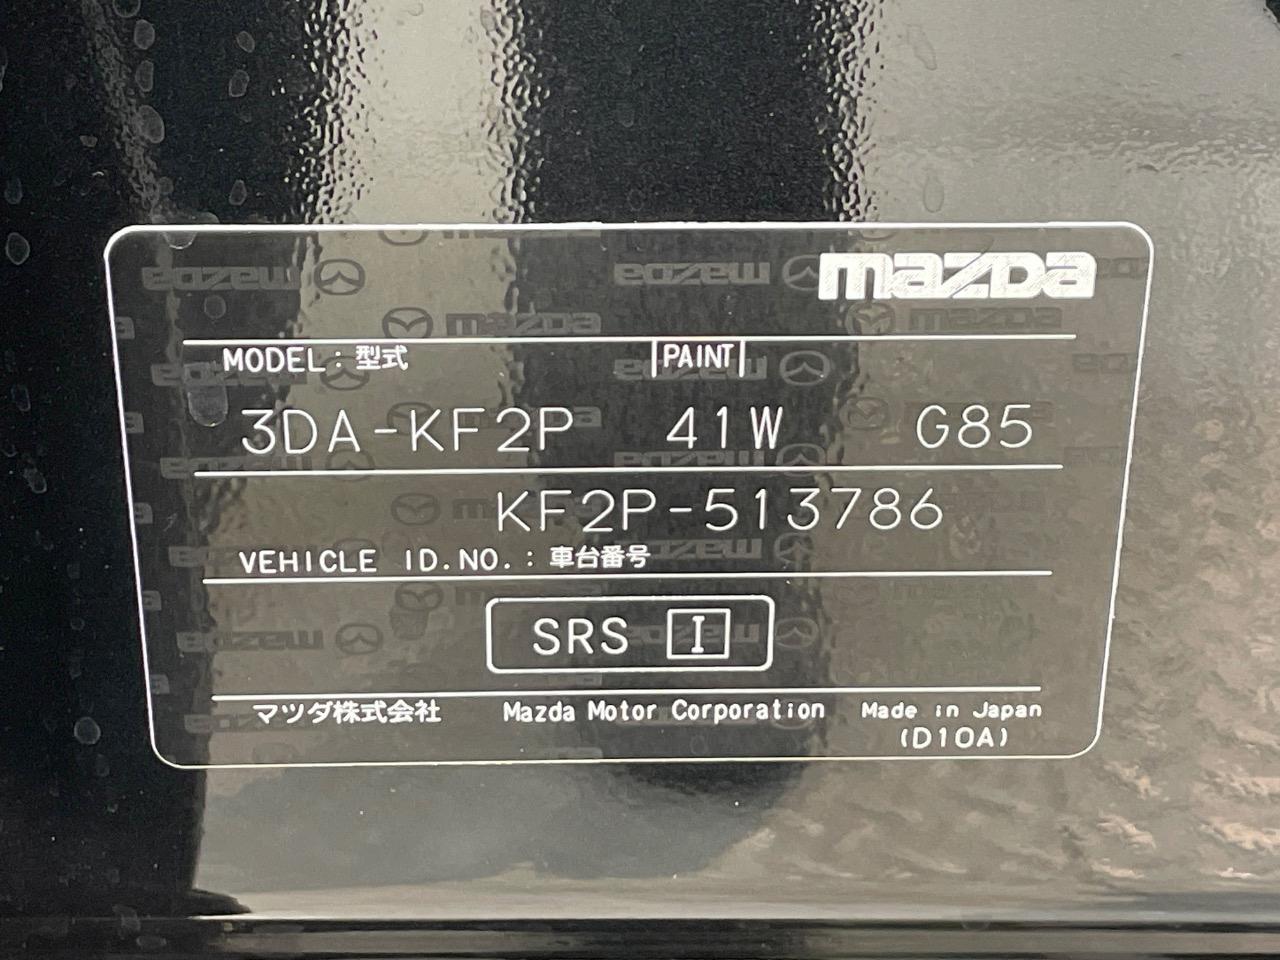 mazda
MODEL : 型式 PAINT
3DA-KF2P 41W G85
KF2P-513786
VEHICLE ID.NO. : 車台番号
SRS I
マツダ株式会社 Mazda Motor Corporation Made in Japan
(D10A)